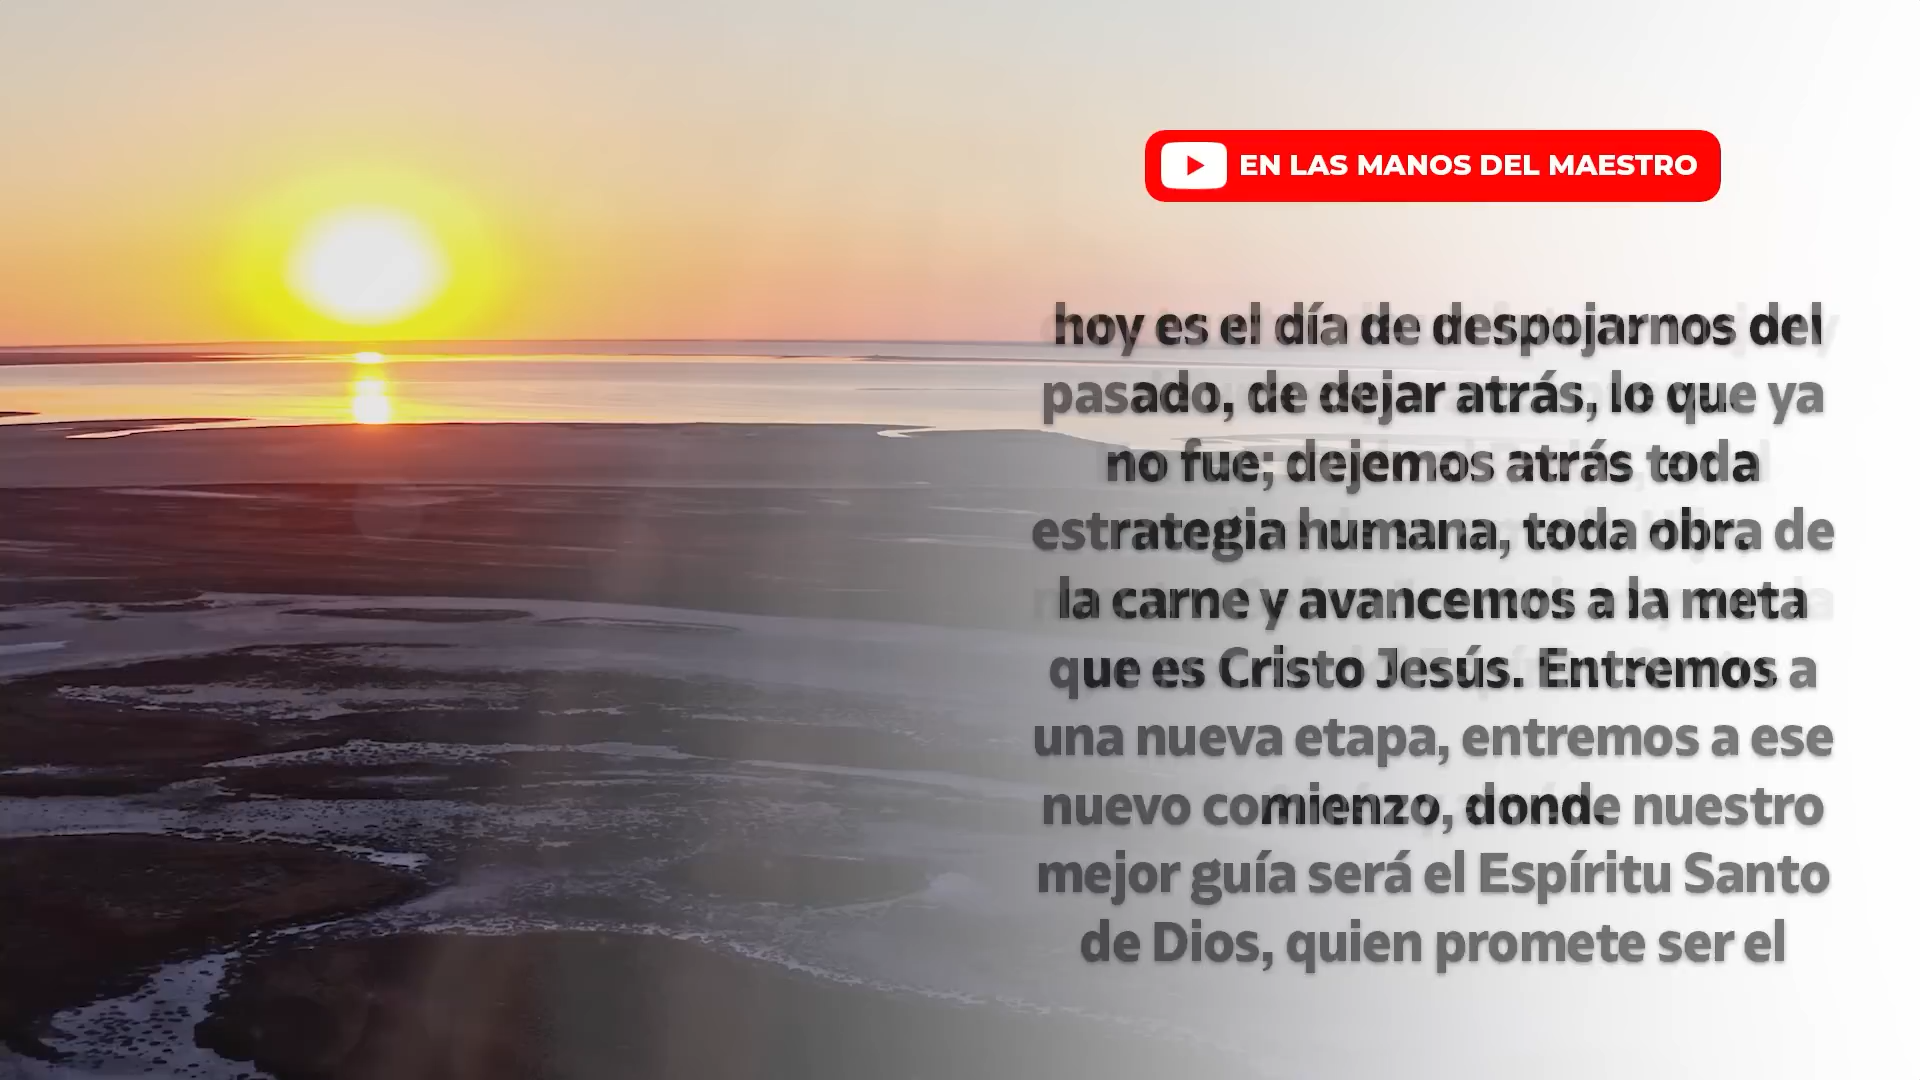 EN LAS MANOS DEL MAESTRO
hoy es el día de despojarnos del
pasado, de dejar atrás, lo que ya
no fue; dejemos atrás toda
estrategia humana, toda obra de
la carne y avancemos a la meta
que es Cristo Jesús. Entremos a
una nueva etapa, entremos a ese
nuevo comienzo, donde nuestro
mejor guía será el Espíritu Santo
de Dios, quien promete ser el